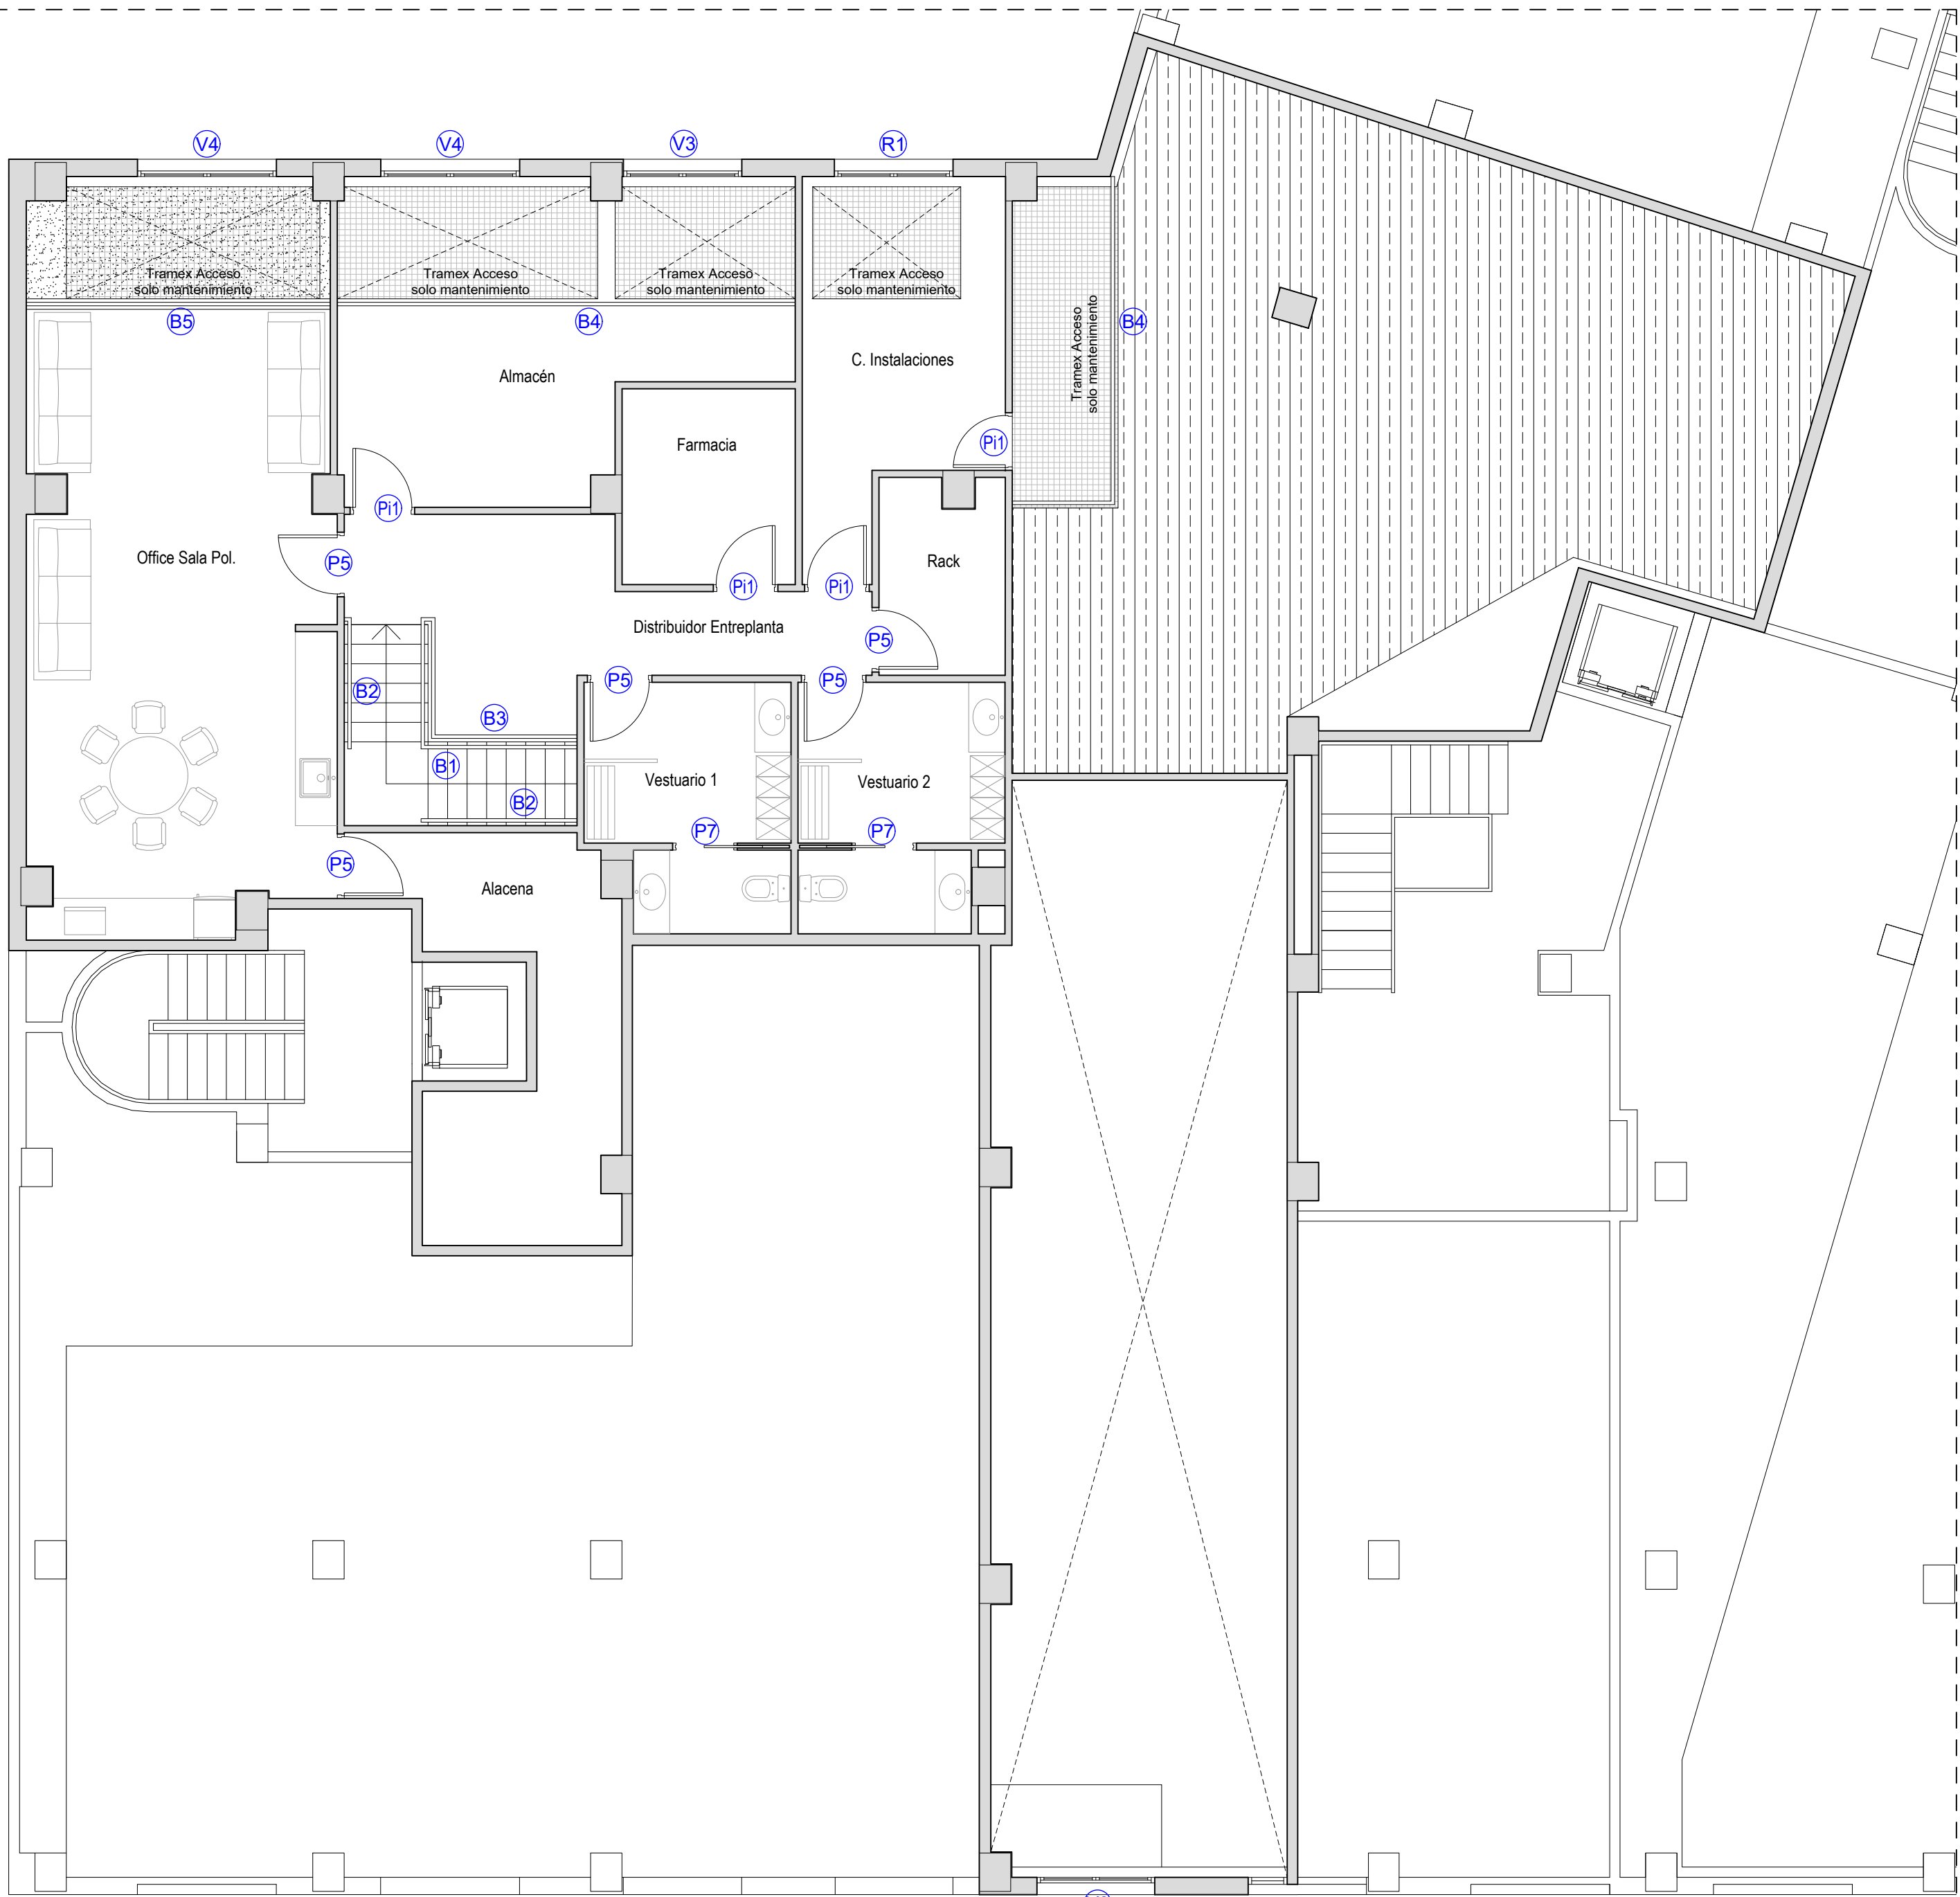 V4
V4
V3
R1
Tramex Acceso
solo mantenimiento
Tramex Acceso
solo mantenimiento
Tramex Acceso
solo mantenimiento
Tramex Acceso
solo mantenimiento
B5
B4
B4
Tramex Acceso
solo mantenimiento
C. Instalaciones
Almacén
Farmacia
Pi1
Pi1
Office Sala Pol.
P5
Rack
Pi1
Pi1
Distribuidor Entreplanta
P5
P5
P5
B2
B3
B1
Vestuario 1
Vestuario 2
B2
P7
P7
P5
Alacena